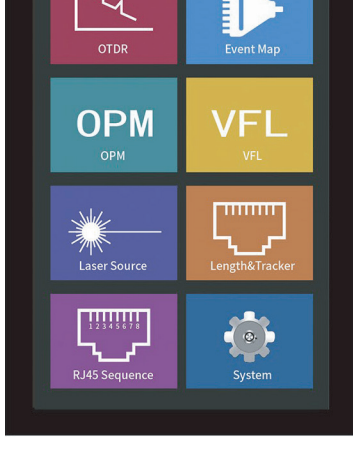 OTDR
Event Map
OPM
VFL
OPM
VFL
Laser Source
Length&Tracker
12345678
RJ45 Sequence
System